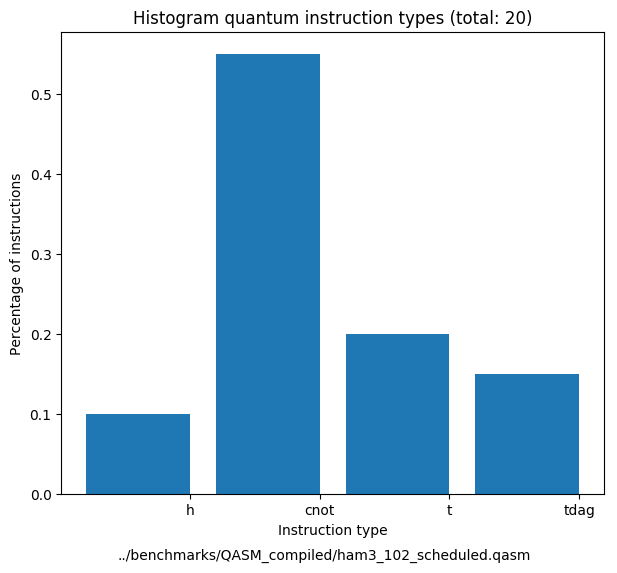 Histogram quantum instruction types (total: 20)
Percentage of instructions
0.5
0.4
0.3
0.2
0.1
0.0
h cnot t tdag
Instruction type
../benchmarks/QASM_compiled/ham3_102_scheduled.qasm